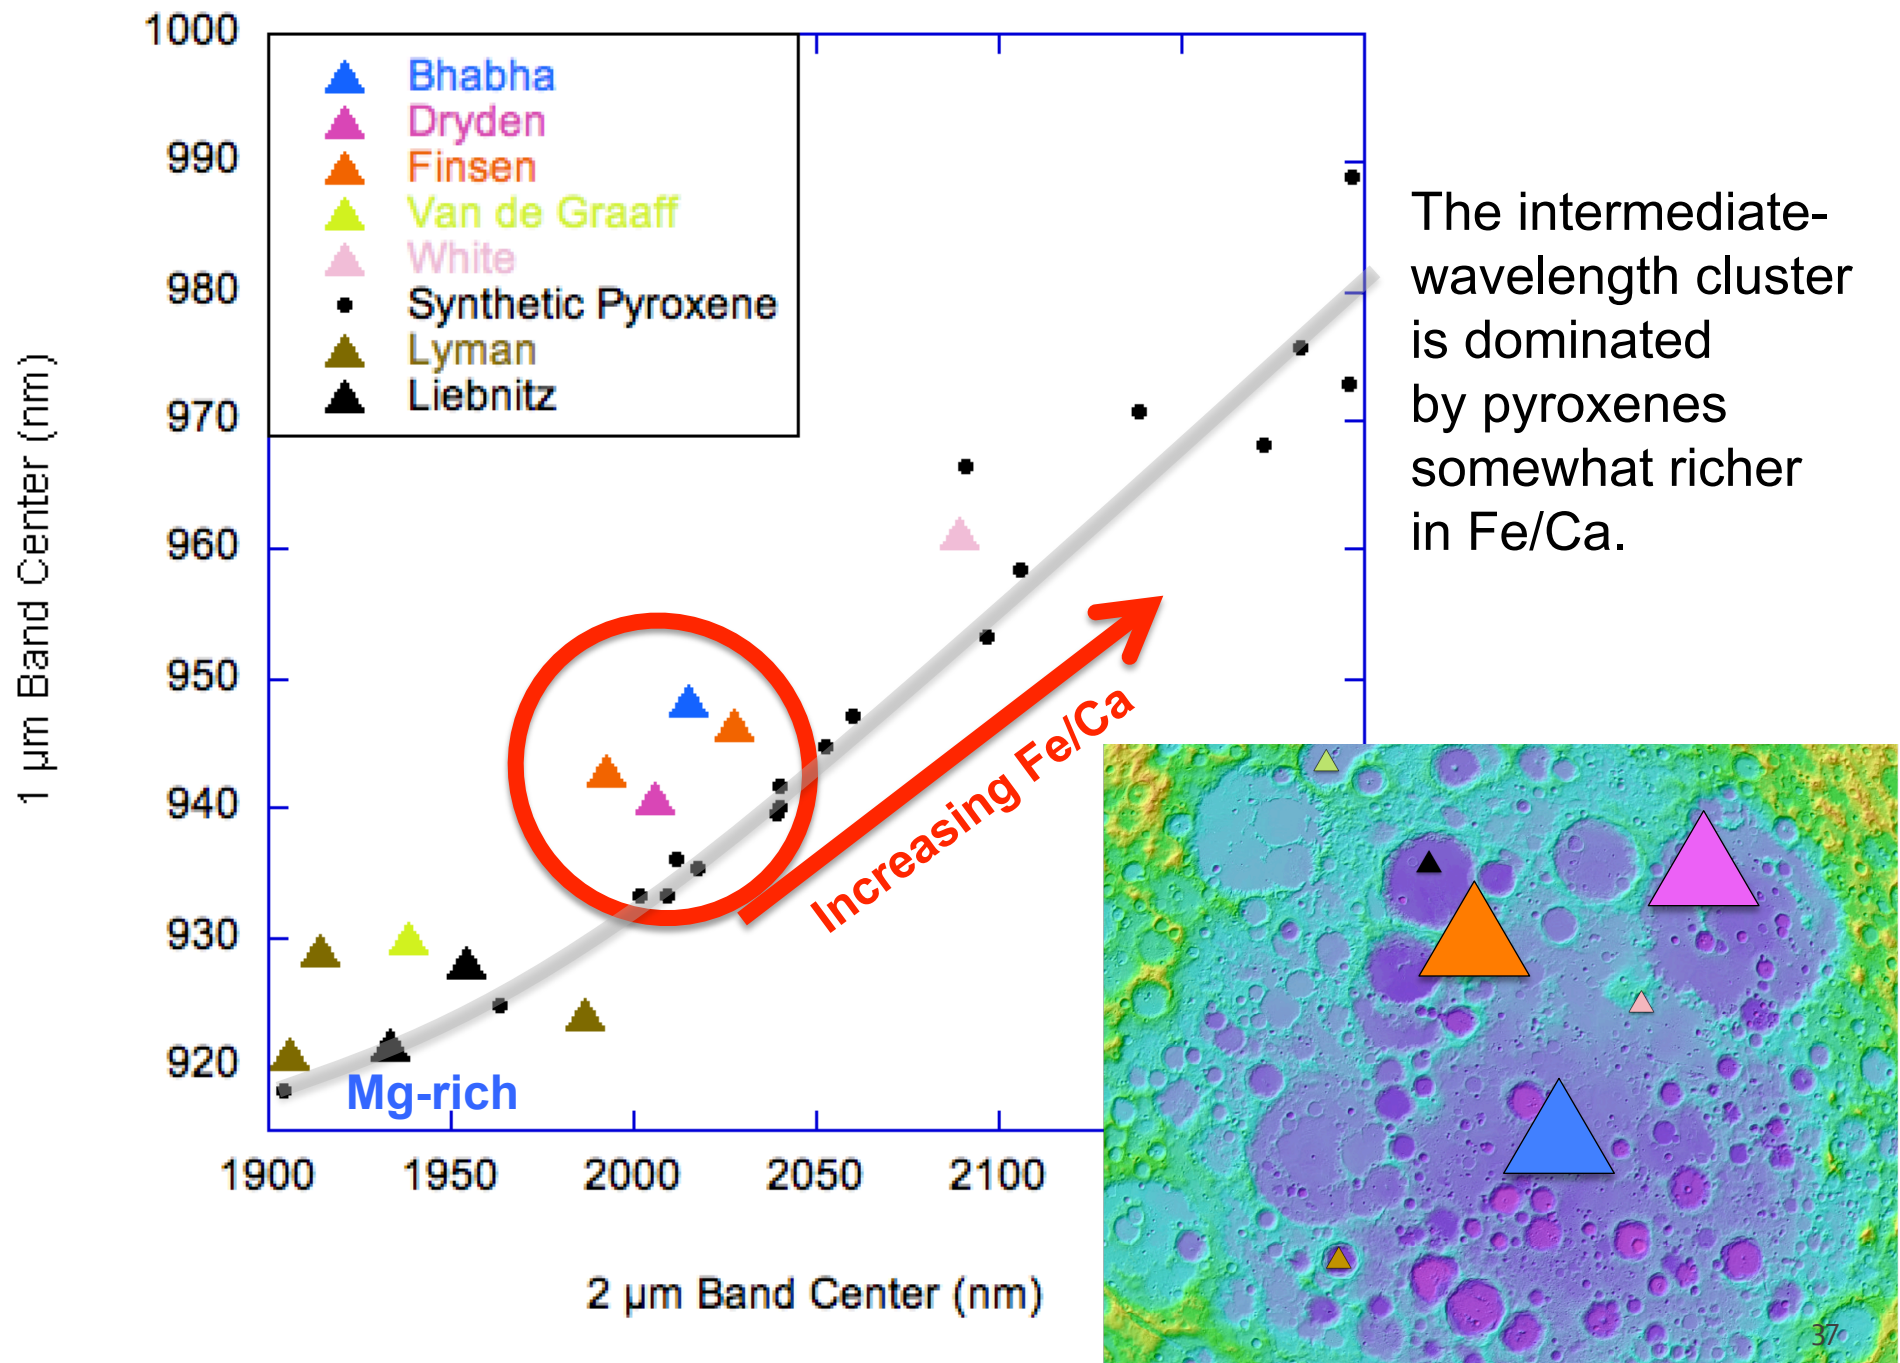 1000
990
980
970
960
950
940
930
920
1 µm Band Center (nm)
Bhabha
Dryden
Finsen
Van de Graaff
White
Synthetic Pyroxene
Lyman
Liebnitz
The intermediate-
wavelength cluster
is dominated
by pyroxenes
somewhat richer
in Fe/Ca.
Increasing Fe/Ca
Mg-rich
1900 1950 2000 2050 2100
2 µm Band Center (nm)
37